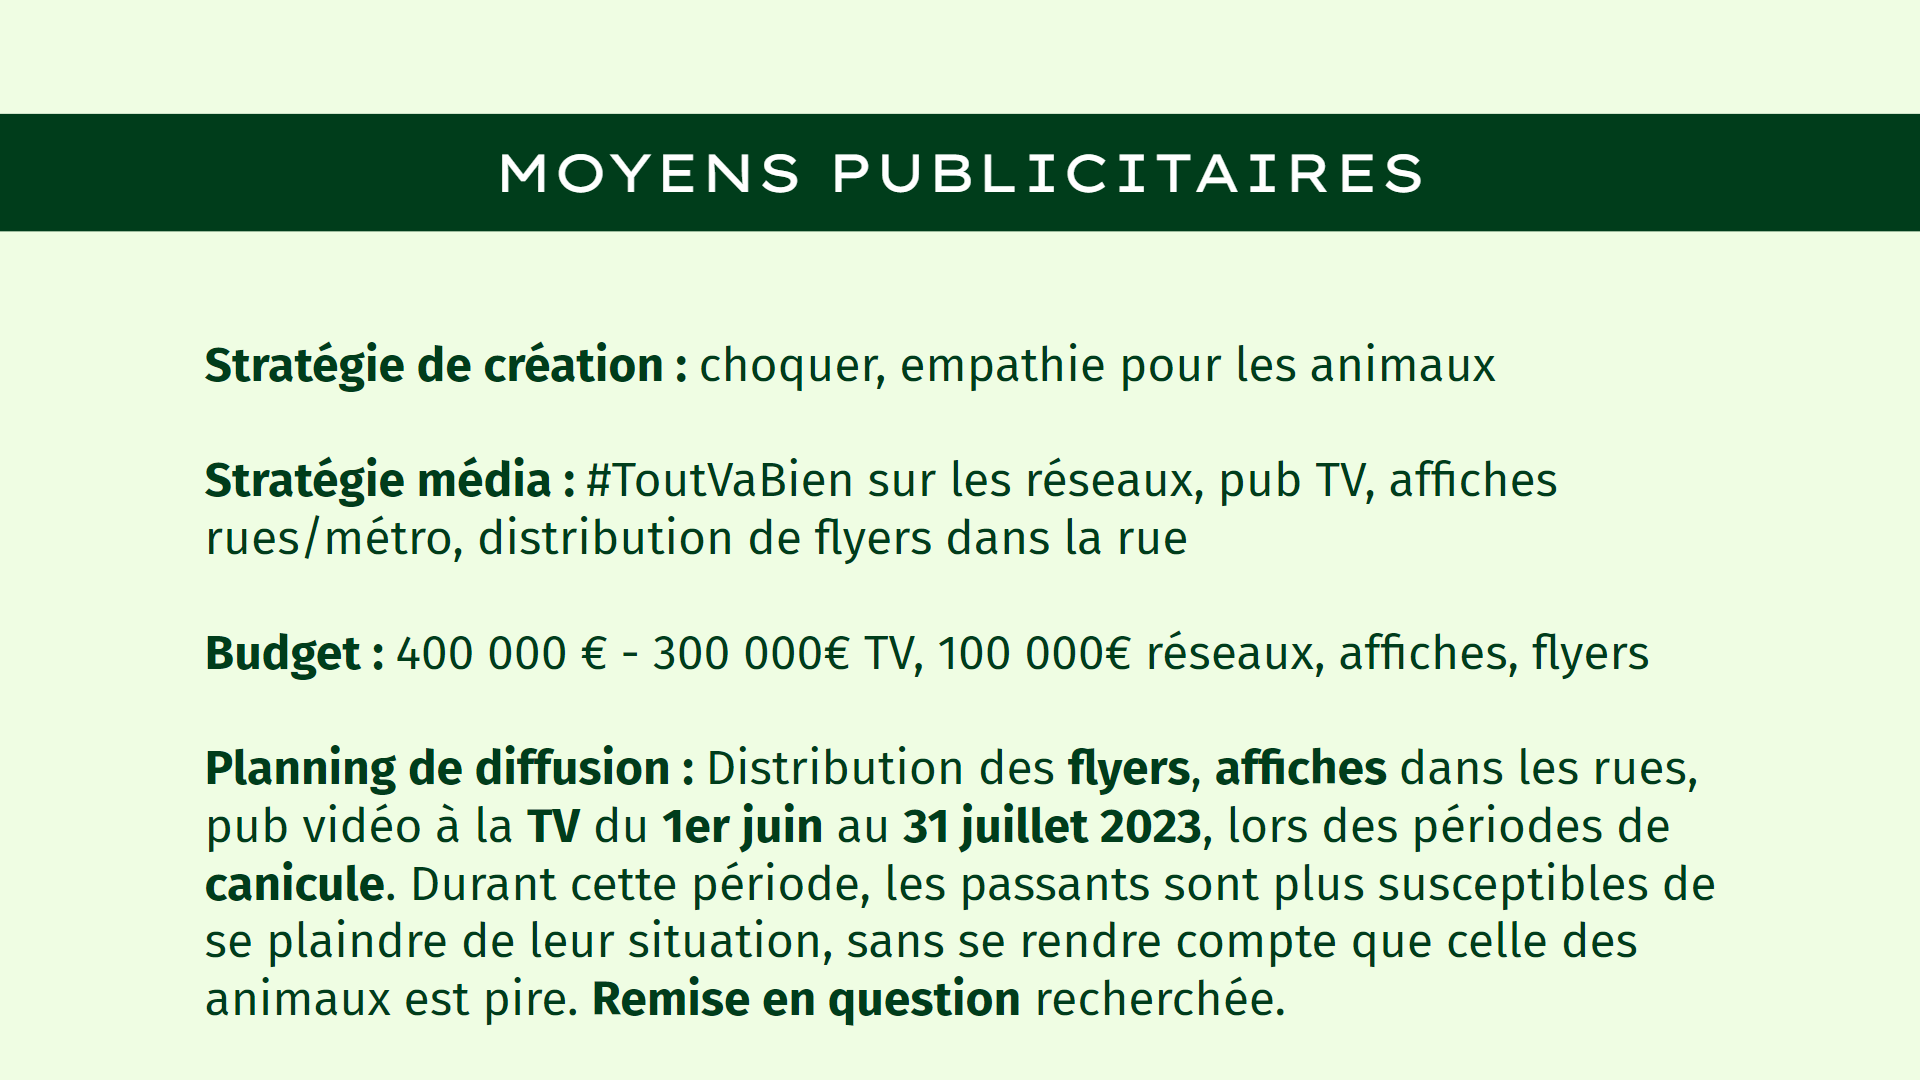 MOYENS PUBLICITAIRES
Stratégie de création : choquer, empathie pour les animaux
Stratégie média : #ToutVaBien sur les réseaux, pub TV, affiches
rues/métro, distribution de flyers dans la rue
Budget : 400 000 € - 300 000€ TV, 100 000€ réseaux, affiches, flyers
Planning de diffusion : Distribution des flyers, affiches dans les rues,
pub vidéo à la TV du 1er juin au 31 juillet 2023, lors des périodes de
canicule. Durant cette période, les passants sont plus susceptibles de
se plaindre de leur situation, sans se rendre compte que celle des
animaux est pire. Remise en question recherchée.